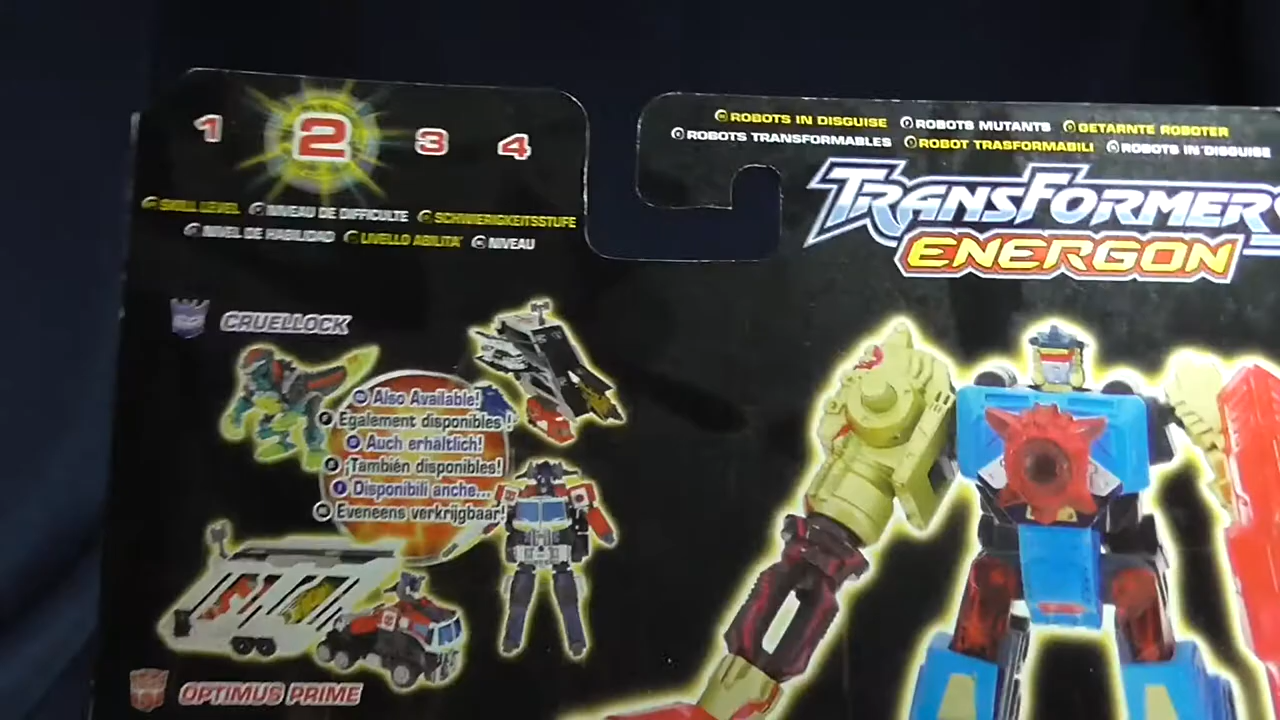 1 2 3 4
SKILL LEVEL NIVEAU DE DIFFICULTE SCHWIERIGKEITSSTUFE
NIVEL DE HABILIDAD LIVELLO ABILITA' NIVEAU
ROBOTS IN DISGUISE ROBOTS MUTANTS GETARNTE ROBOTER
ROBOTS TRANSFORMABLES ROBOT TRASFORMABILI ROBOTS IN DISGUISE
TRANSFORMER
ENERGON
CRUELLOCK
Also Available!
Egalement disponibles!
Auch erhältlich!
¡También disponibles!
Disponibili anche...
Eveneens verkrijgbaar!
OPTIMUS PRIME